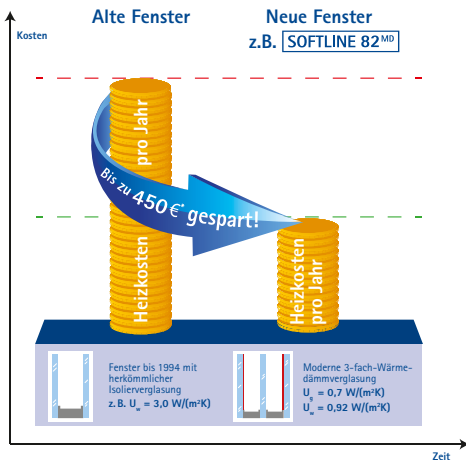 Alte Fenster
Neue Fenster
z.B. SOFTLINE 82 MD
Kosten
Heizkosten pro Jahr
Bis zu 450 €* gespart!
Heizkosten
pro Jahr
Fenster bis 1994 mit
herkömmlicher
Isolierverglasung
z. B. Uw = 3,0 W/(m²K)
Moderne 3-fach-Wärme-
dämmverglasung
Ug = 0,7 W/(m²K)
Uw = 0,92 W/(m²K)
Zeit